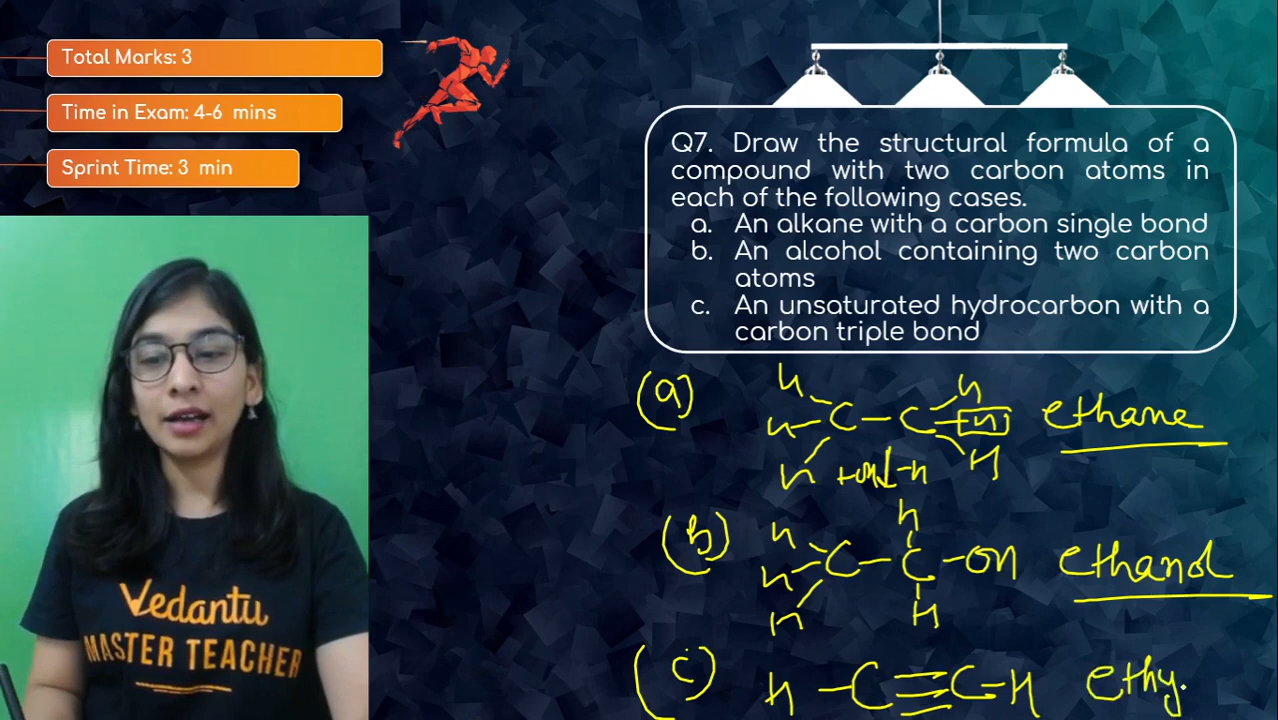 Total Marks: 3
Time in Exam: 4-6 mins
Sprint Time: 3 min
Q7. Draw the structural formula of a
compound with two carbon atoms in
each of the following cases.
a. An alkane with a carbon single bond
b. An alcohol containing two carbon
atoms
c. An unsaturated hydrocarbon with a
carbon triple bond
(a)
H H
H-C-C-H ethane
H H
+OH -H
(b)
H H
H-C-C-OH ethanol
H H
(c) H-C≡C-H ethy
Vedantu
MASTER TEACHER